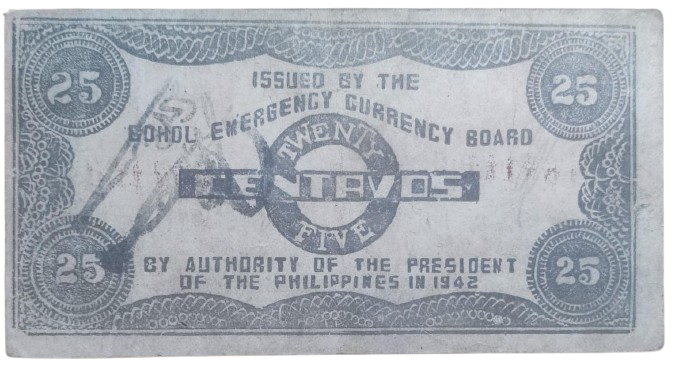 25 25
ISSUED BY THE
BOHOL EMERGENCY CURRENCY BOARD
TWENTY
CENTAVOS
FIVE
25 25
BY AUTHORITY OF THE PRESIDENT
OF THE PHILIPPINES IN 1942